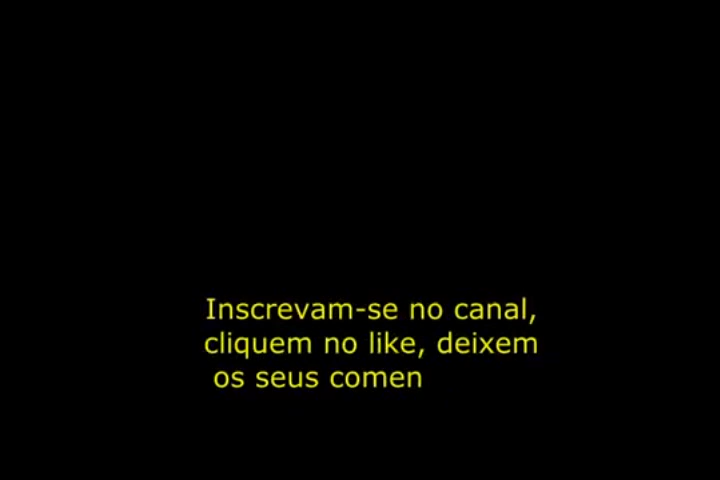 Inscrevam-se no canal,
cliquem no like, deixem
os seus comen